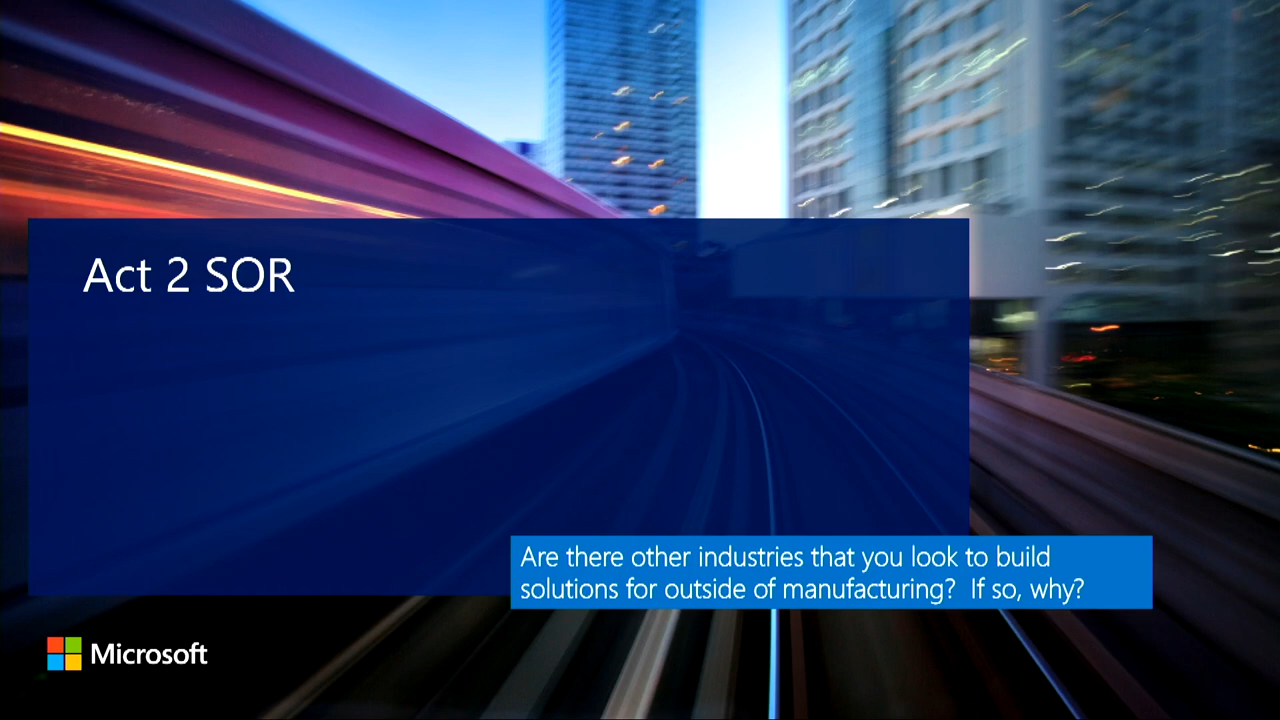 Act 2 SOR
Are there other industries that you look to build
solutions for outside of manufacturing?  If so, why?
Microsoft